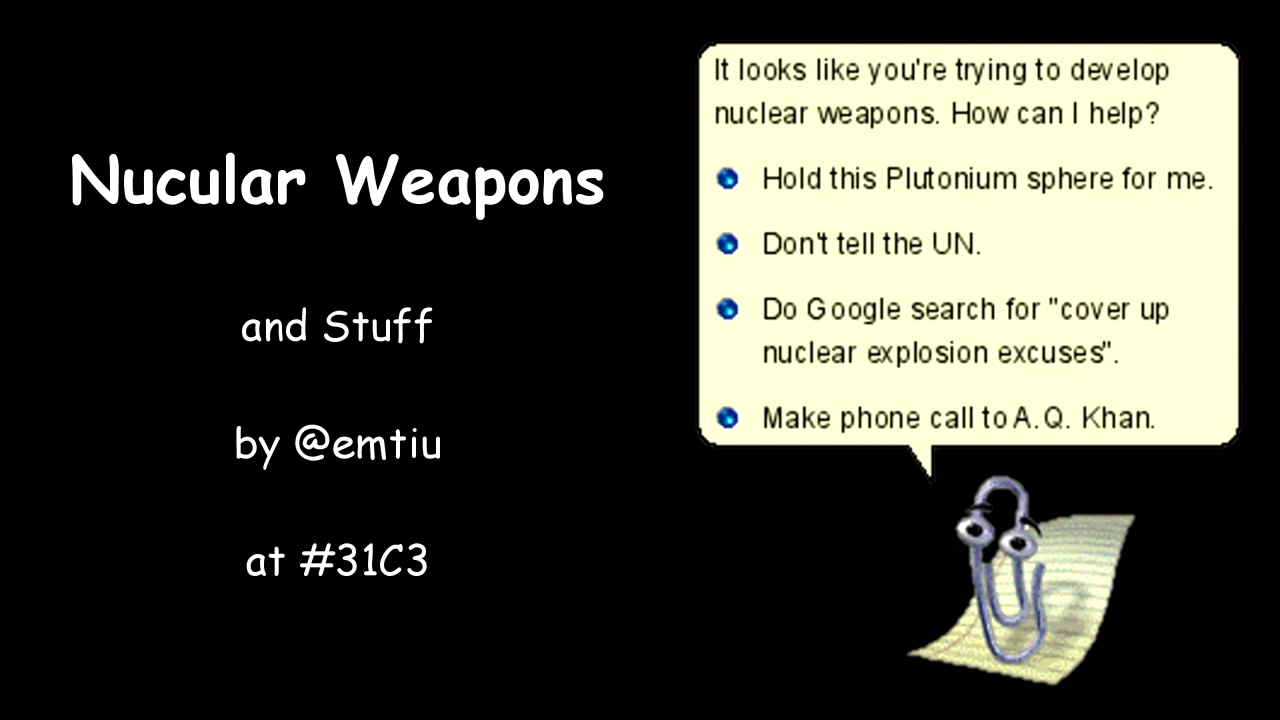 Nucular Weapons
and Stuff
by @emtiu
at #31C3
It looks like you're trying to develop
nuclear weapons. How can I help?
Hold this Plutonium sphere for me.
Don't tell the UN.
Do Google search for "cover up
nuclear explosion excuses".
Make phone call to A.Q. Khan.